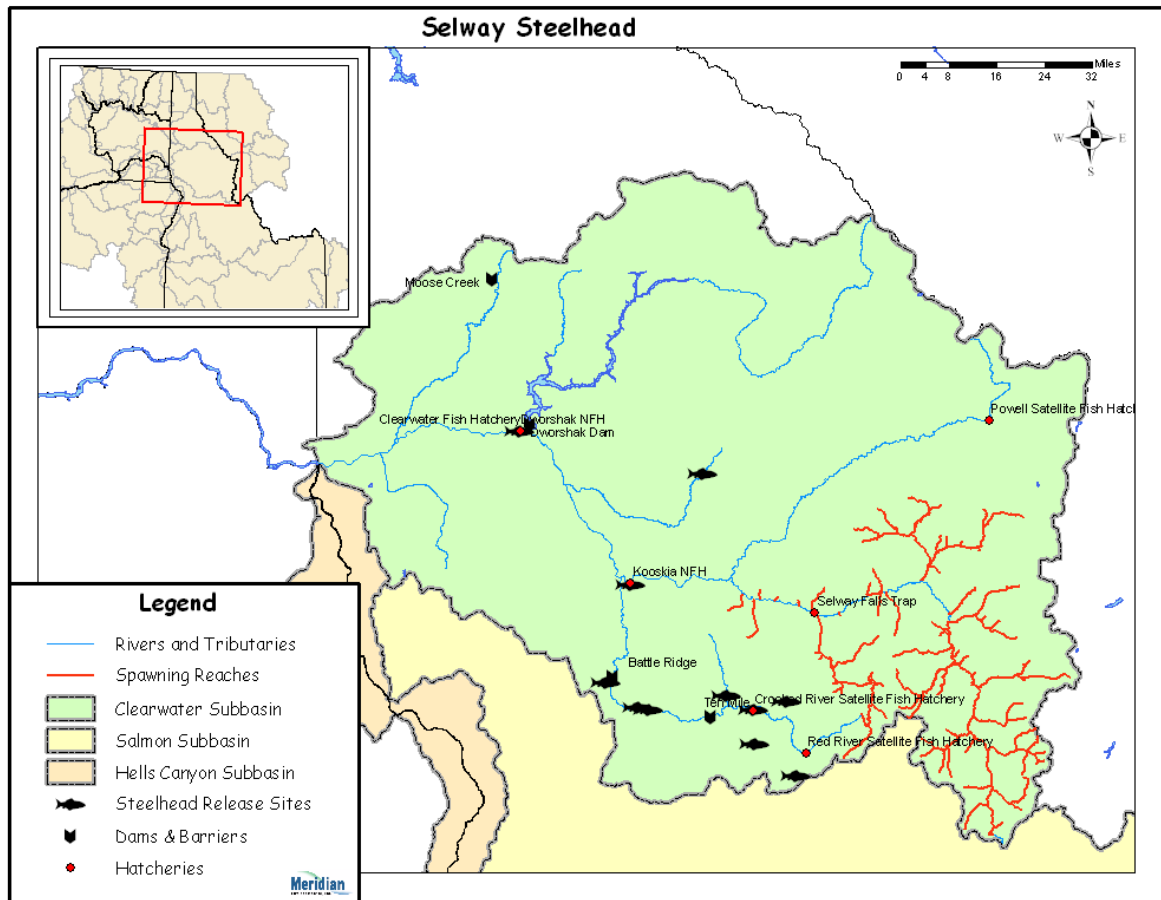 Selway Steelhead
Miles
0 4 8 16 24 32
N
W E
S
Moose Creek
Clearwater Fish Hatchery
Dworshak NFH
Dworshak Dam
Powell Satellite Fish Hatcl
Kooskia NFH
Selway Falls Trap
Battle Ridge
Crooked River Satellite Fish Hatchery
Red River Satellite Fish Hatchery
Legend
Rivers and Tributaries
Spawning Reaches
Clearwater Subbasin
Salmon Subbasin
Hells Canyon Subbasin
Steelhead Release Sites
Dams & Barriers
Hatcheries
Meridian